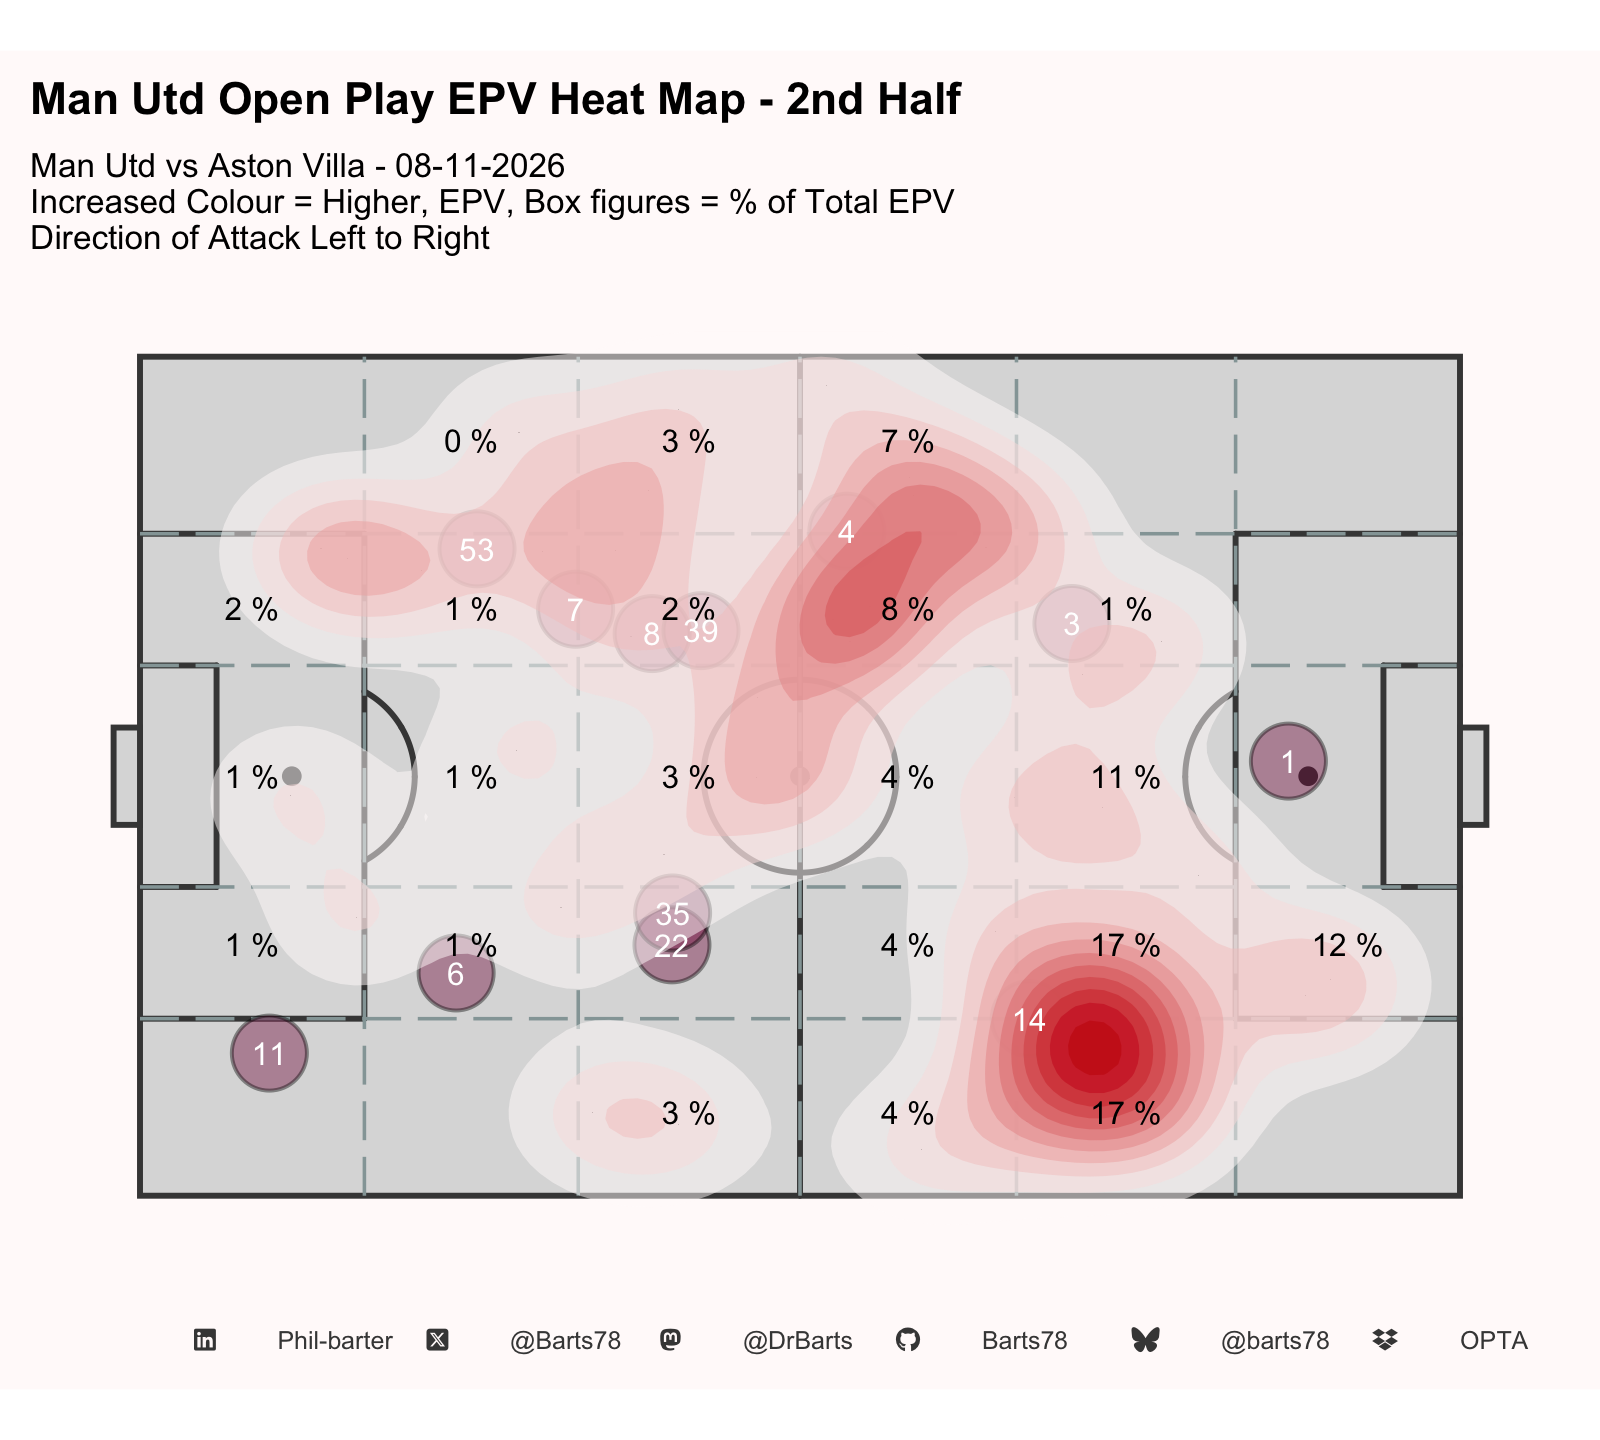 Man Utd Open Play EPV Heat Map - 2nd Half
Man Utd vs Aston Villa - 08-11-2026
Increased Colour = Higher, EPV, Box figures = % of Total EPV
Direction of Attack Left to Right
0 % 3 % 7 %
4
53
2 % 1 % 7 2 % 8 % 1 %
8 39 3
1
1 % 1 % 3 % 4 % 11 %
35
1 % 1 % 22 4 % 17 % 12 %
6
14
11
3 % 4 % 17 %
Phil-barter @Barts78 @DrBarts Barts78 @barts78 OPTA